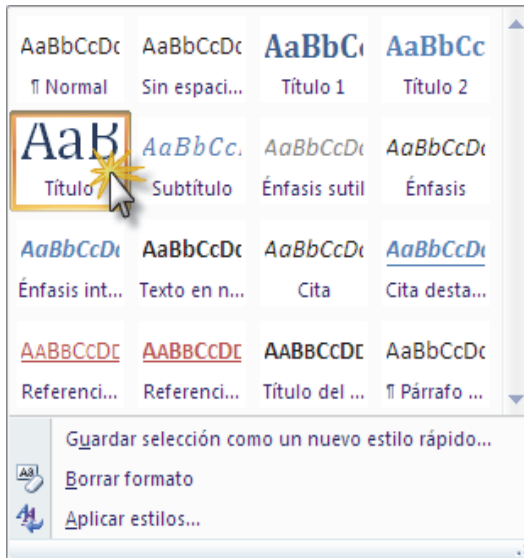 AaBbCcDc AaBbCcDc AaBbCc AaBbCc
¶ Normal Sin espaci... Título 1 Título 2
AaB AaBbCc. AaBbCcDc AaBbCcDc
Título Subtítulo Énfasis sutil Énfasis
AaBbCcDc AaBbCcDc AaBbCcDc AaBbCcDc
Énfasis int... Texto en n... Cita Cita desta...
AABBCCDE AABBCCDE AABBCCDE AaBbCcDc
Referenci... Referenci... Título del ... ¶ Párrafo ...
Guardar selección como un nuevo estilo rápido...
Borrar formato
Aplicar estilos...